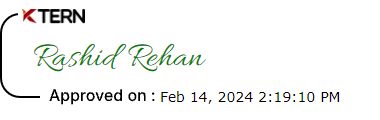 KTERN
Rashid Rehan
Approved on : Feb 14, 2024 2:19:10 PM